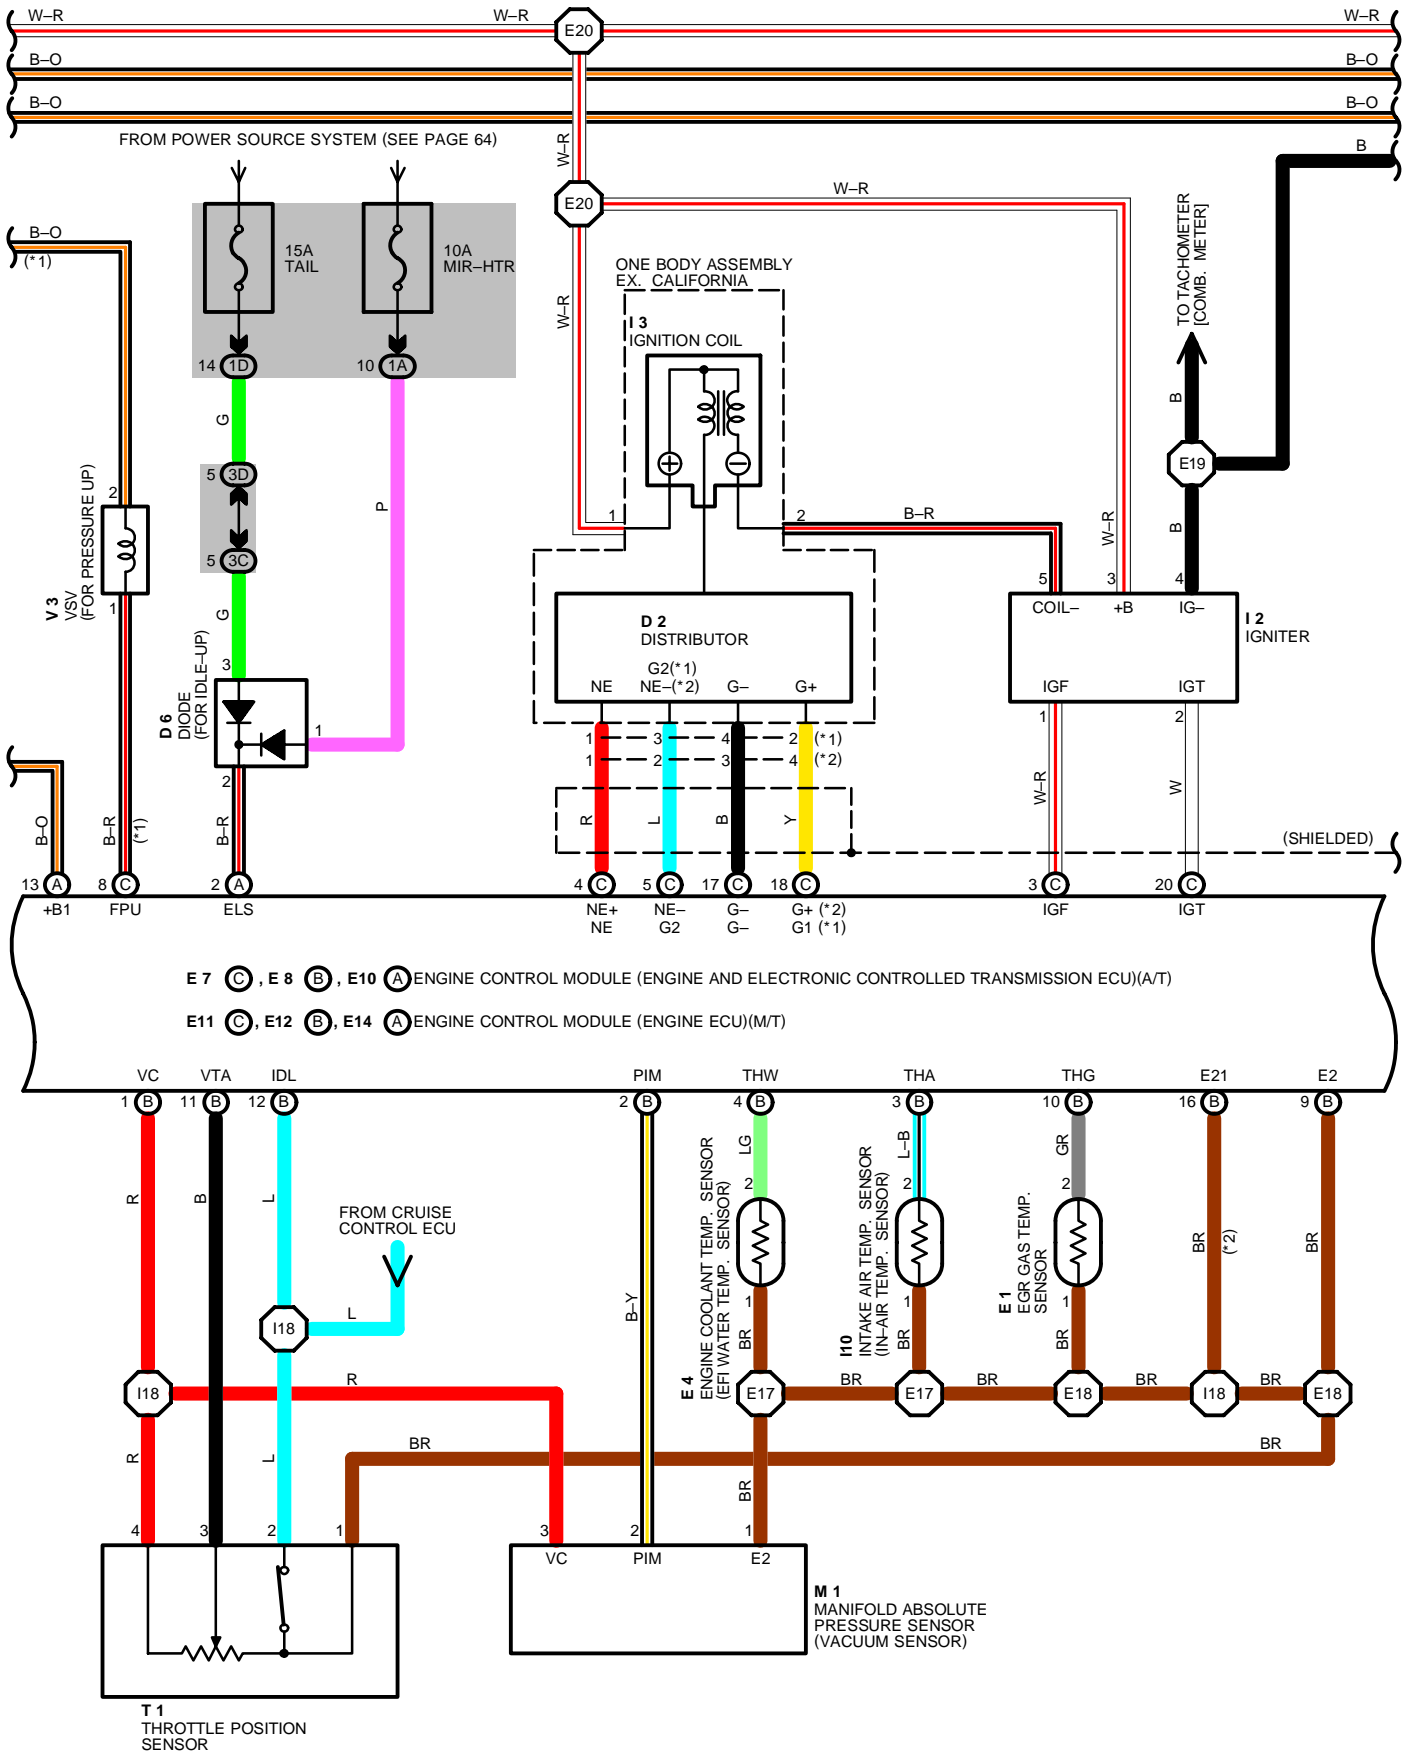 W–R
W–R
E20
W–R
B–O
B–O
B–O
B–O
FROM POWER SOURCE SYSTEM (SEE PAGE 64)
B
W–R
E20
W–R
B–O
(*1)
15A
TAIL
10A
MIR–HTR
TO TACHOMETER
[COMB. METER]
ONE BODY ASSEMBLY
EX. CALIFORNIA
W–R
I 3
IGNITION COIL
14
1D
10
1A
B
G
5
3D
E19
2
P
1
2
B–R
W–R
B
5
3C
V 3
VSV
(FOR PRESSURE UP)
1
5
3
4
COIL–
+B
IG–
I 2
IGNITER
G
D 2
DISTRIBUTOR
3
G2(*1)
NE
NE–(*2)
G–
G+
IGF
IGT
D 6
DIODE
(FOR IDLE–UP)
1
1
2
1
3
4
2
(*1)
1
2
3
4
(*2)
2
B–O
B–R
(*1)
B–R
R
L
B
Y
W–R
W
(SHIELDED)
13
A
8
C
2
A
4
C
5
C
17
C
18
C
3
C
20
C
+B1
FPU
ELS
NE+
NE–
G–
G+ (*2)
IGF
IGT
NE
G2
G–
G1 (*1)
E 7 C , E 8 B , E10 A ENGINE CONTROL MODULE (ENGINE AND ELECTRONIC CONTROLLED TRANSMISSION ECU)(A/T)
E11 C , E12 B , E14 A ENGINE CONTROL MODULE (ENGINE ECU)(M/T)
VC
VTA
IDL
PIM
THW
THA
THG
E21
E2
1
B
11
B
12
B
2
B
4
B
3
B
10
B
16
B
9
B
LG
L–B
GR
2
2
2
R
B
L
FROM CRUISE
CONTROL ECU
B–Y
E 4
ENGINE COOLANT TEMP. SENSOR
(EFI WATER TEMP. SENSOR)
I10
INTAKE AIR TEMP. SENSOR
(IN–AIR TEMP. SENSOR)
E 1
EGR GAS TEMP.
SENSOR
BR
(*2)
BR
1
1
1
I18
L
BR
BR
BR
I18
R
E17
BR
E17
BR
E18
BR
I18
BR
E18
R
L
BR
BR
BR
4
3
2
1
3
2
1
VC
PIM
E2
M 1
MANIFOLD ABSOLUTE
PRESSURE SENSOR
(VACUUM SENSOR)
T 1
THROTTLE POSITION
SENSOR